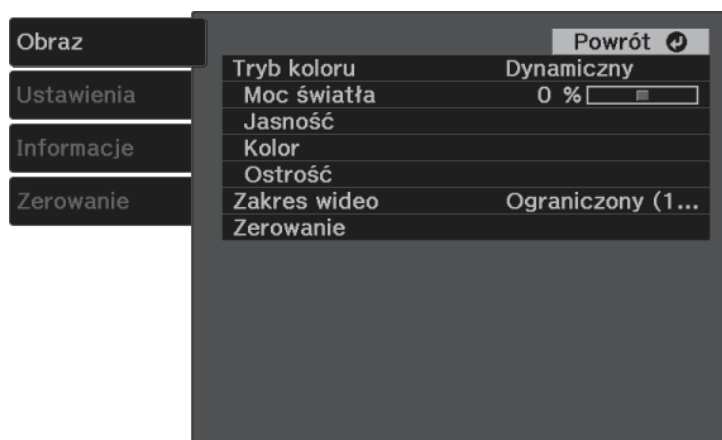 Obraz
Ustawienia
Informacje
Zerowanie
Powrót
Tryb koloru Dynamiczny
Moc światła 0 %
Jasność
Kolor
Ostrość
Zakres wideo Ograniczony (1...
Zerowanie